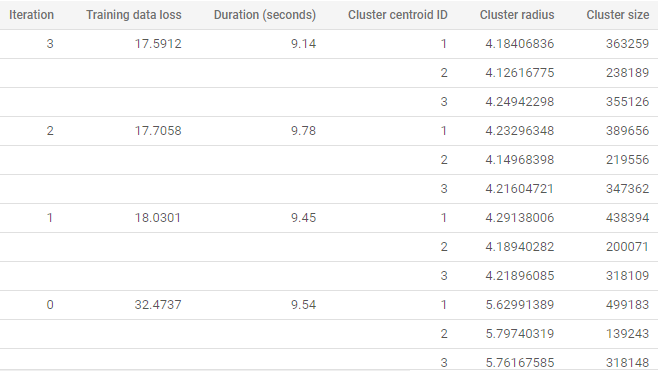 Iteration Training data loss Duration (seconds) Cluster centroid ID Cluster radius Cluster size
3 17.5912 9.14 1 4.18406836 363259
2 4.12616775 238189
3 4.24942298 355126
2 17.7058 9.78 1 4.23296348 389656
2 4.14968398 219556
3 4.21604721 347362
1 18.0301 9.45 1 4.29138006 438394
2 4.18940282 200071
3 4.21896085 318109
0 32.4737 9.54 1 5.62991389 499183
2 5.79740319 139243
3 5.76167585 318148